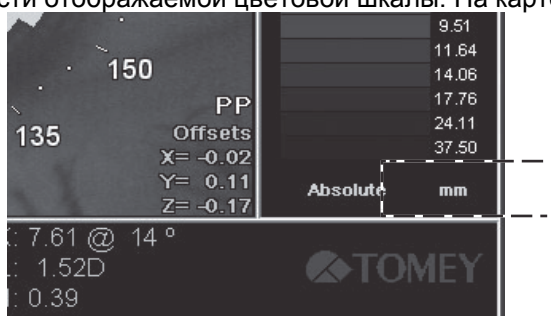 сти отображаемой цветовой шкалы. На карт
150
135
PP
Offsets
X= -0.02
Y= 0.11
Z= -0.17
9.51
11.64
14.06
17.76
24.11
37.50
Absolute mm
: 7.61 @ 14 º
: 1.52D
: 0.39
TOMEY